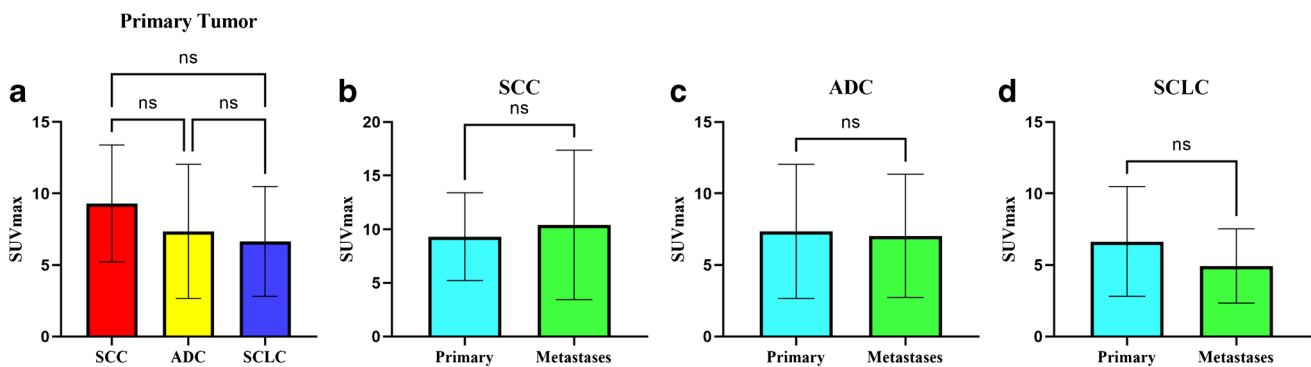 Primary Tumor
a
ns
ns
ns
SUVmax
15
10
5
0
SCC
ADC
SCLC
b
SCC
ns
SUVmax
20
15
10
5
0
Primary
Metastases
c
ADC
ns
SUVmax
15
10
5
0
Primary
Metastases
d
SCLC
ns
SUVmax
15
10
5
0
Primary
Metastases